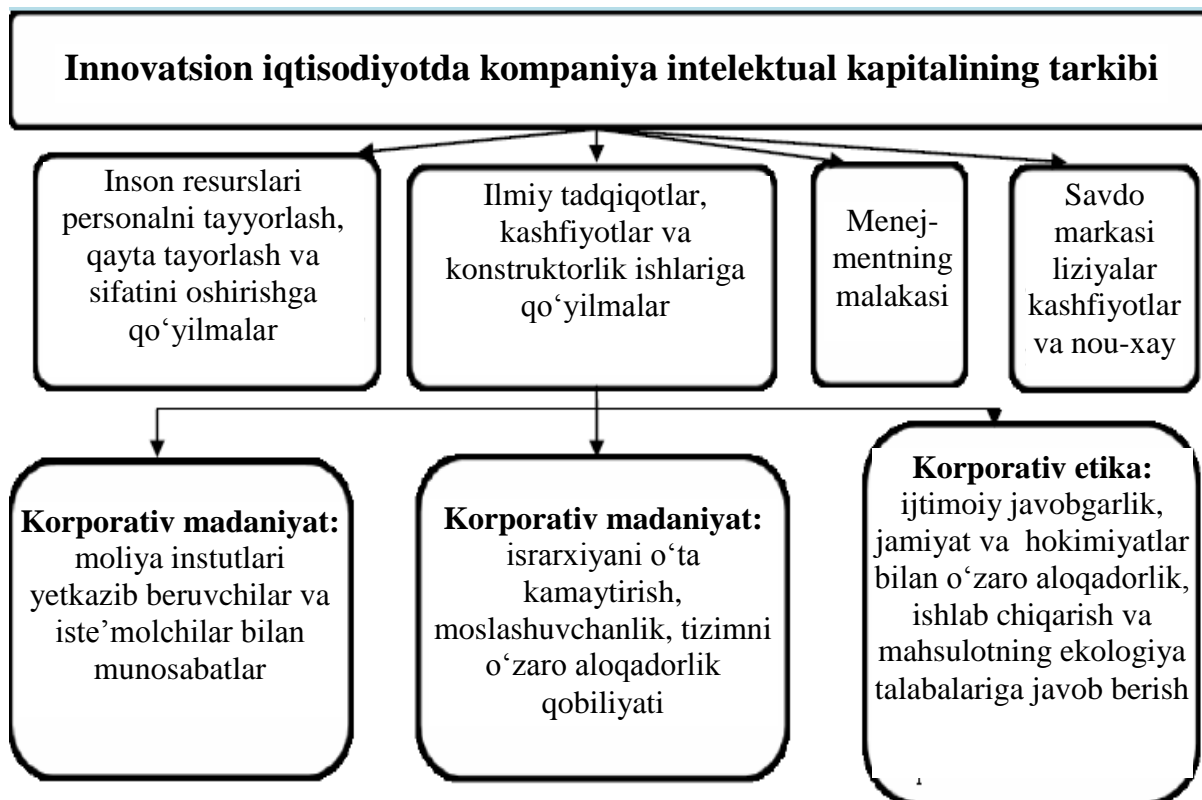 Innovatsion iqtisodiyotda kompaniya intelektual kapitalining tarkibi
Inson resurslari
personalni tayyorlash,
qayta tayorlash va
sifatini oshirishga
qo‘yilmalar
Ilmiy tadqiqotlar,
kashfiyotlar va
konstruktorlik ishlariga
qo‘yilmalar
Menej-
mentning
malakasi
Savdo
markasi
liziyalar
kashfiyotlar
va nou-xay
Korporativ madaniyat:
moliya instutlari
yetkazib beruvchilar va
iste’molchilar bilan
munosabatlar
Korporativ madaniyat:
israrxiyani o‘ta
kamaytirish,
moslashuvchanlik, tizimni
o‘zaro aloqadorlik
qobiliyati
Korporativ etika:
ijtimoiy javobgarlik,
jamiyat va hokimiyatlar
bilan o‘zaro aloqadorlik,
ishlab chiqarish va
mahsulotning ekologiya
talabalariga javob berish